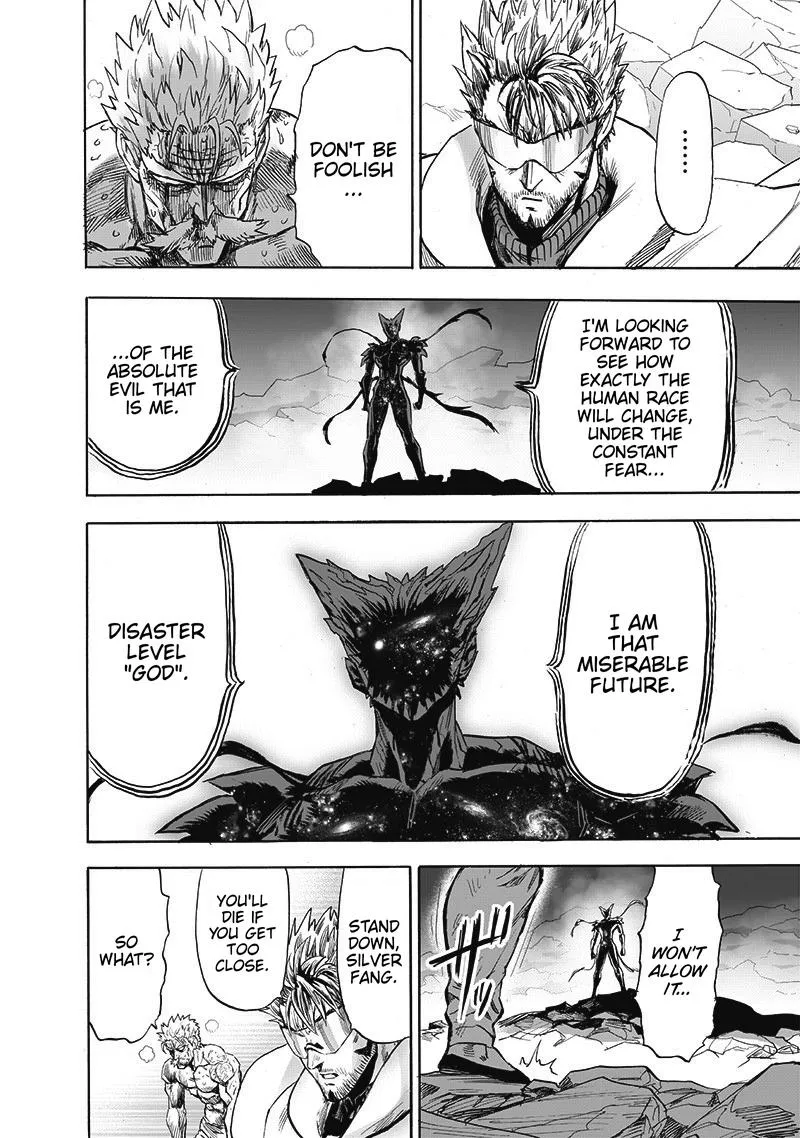 ......
DON'T BE
FOOLISH
...
I'M LOOKING
FORWARD TO
SEE HOW
EXACTLY THE
HUMAN RACE
WILL CHANGE,
UNDER THE
CONSTANT
FEAR...
...OF THE
ABSOLUTE
EVIL THAT
IS ME.
I AM
THAT
MISERABLE
FUTURE.
DISASTER
LEVEL
"GOD".
I
WON'T
ALLOW
IT...
ザッ
STAND
DOWN,
SILVER
FANG.
YOU'LL
DIE IF
YOU GET
TOO
CLOSE.
SO
WHAT?